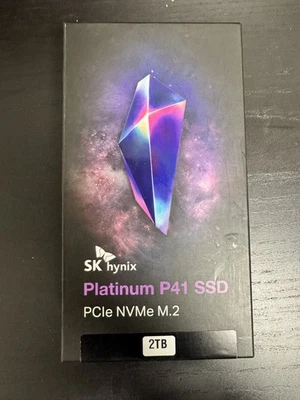 SK hynix
Platinum P41 SSD
PCIe NVMe M.2
2TB